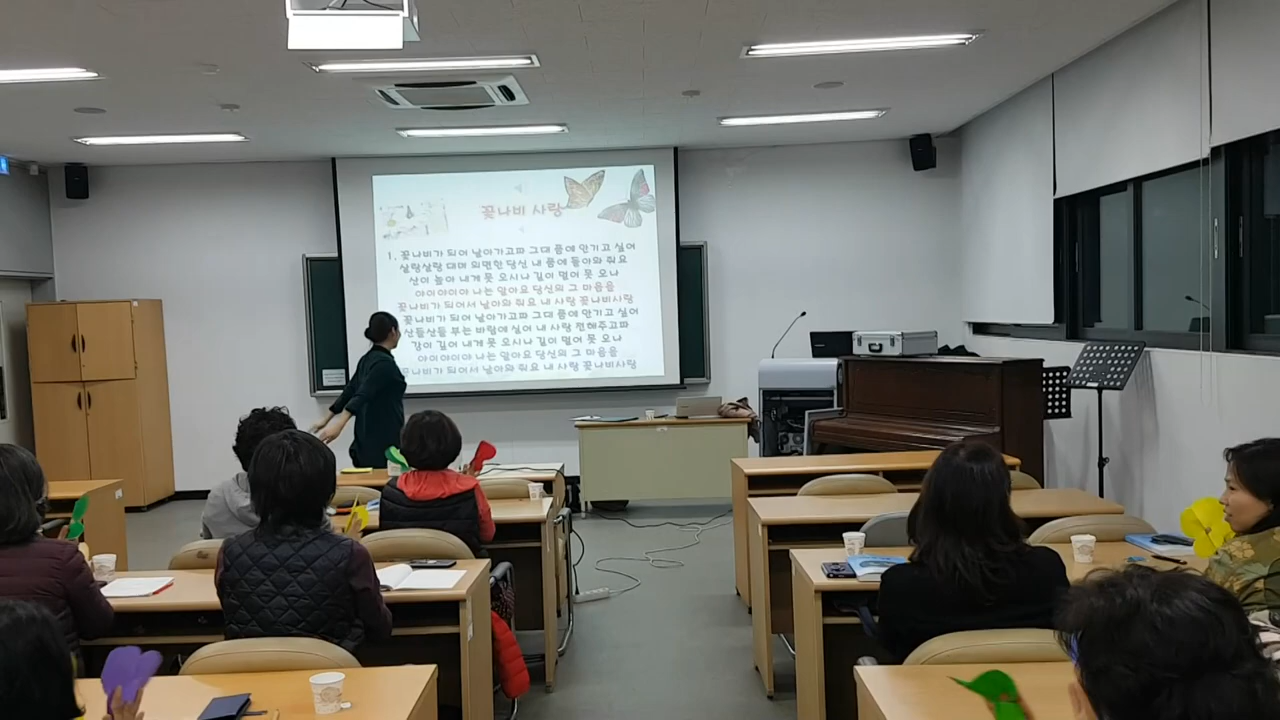 꽃나비 사랑
1. 꽃나비가 되어 날아가고파 그대 품에 안기고 싶어
살랑살랑 대며 외면한 당신 내 품에 돌아와 줘요
산이 높아 내게 못 오시나 길이 멀어 못 오나
아이야이야 나는 알아요 당신의 그 마음을
꽃나비가 되어서 날아와 줘요 내 사랑 꽃나비사랑
꽃나비가 되어 날아가고파 그대 품에 안기고 싶어
산들산들 부는 바람에 실어 내 사랑 전해주고파
강이 깊어 내게 못 오시나 길이 멀어 못 오나
아이야이야 나는 알아요 당신의 그 마음을
꽃나비가 되어서 날아와 줘요 내 사랑 꽃나비사랑